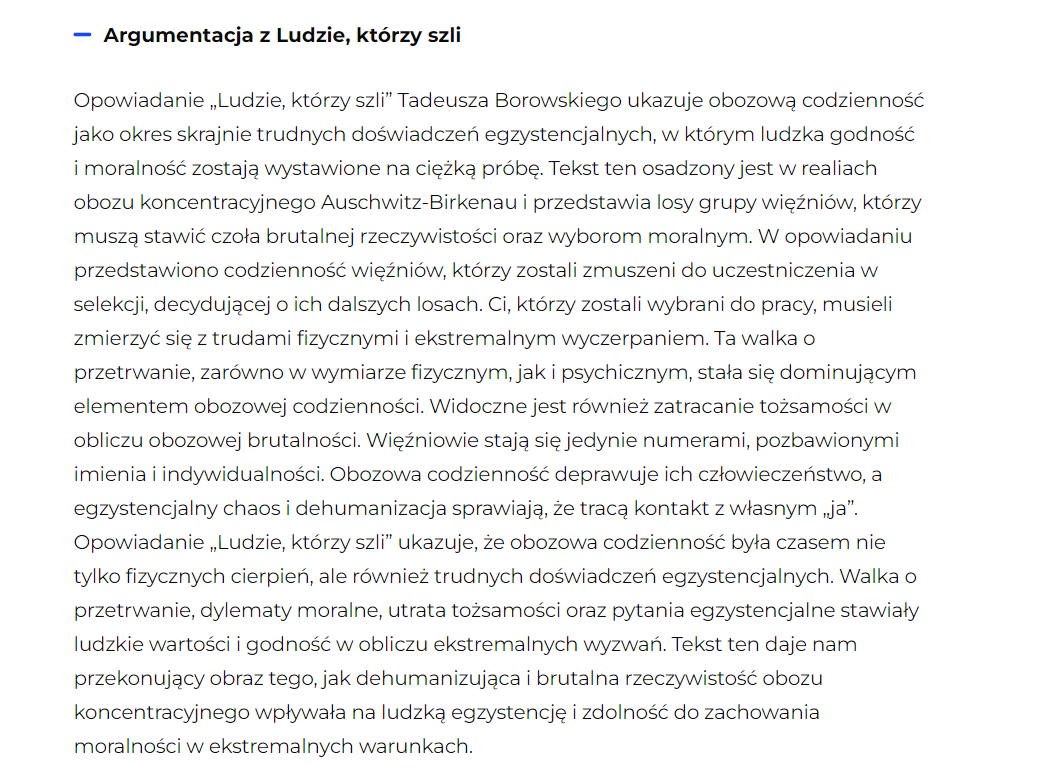 — Argumentacja z Ludzie, którzy szli
Opowiadanie „Ludzie, którzy szli” Tadeusza Borowskiego ukazuje obozową codzienność
jako okres skrajnie trudnych doświadczeń egzystencjalnych, w którym ludzka godność
i moralność zostają wystawione na ciężką próbę. Tekst ten osadzony jest w realiach
obozu koncentracyjnego Auschwitz-Birkenau i przedstawia losy grupy więźniów, którzy
muszą stawić czoła brutalnej rzeczywistości oraz wyborom moralnym. W opowiadaniu
przedstawiono codzienność więźniów, którzy zostali zmuszeni do uczestniczenia w
selekcji, decydującej o ich dalszych losach. Ci, którzy zostali wybrani do pracy, musieli
zmierzyć się z trudami fizycznymi i ekstremalnym wyczerpaniem. Ta walka o
przetrwanie, zarówno w wymiarze fizycznym, jak i psychicznym, stała się dominującym
elementem obozowej codzienności. Widoczne jest również zatracanie tożsamości w
obliczu obozowej brutalności. Więźniowie stają się jedynie numerami, pozbawionymi
imienia i indywidualności. Obozowa codzienność deprawuje ich człowieczeństwo, a
egzystencjalny chaos i dehumanizacja sprawiają, że tracą kontakt z własnym „ja”.
Opowiadanie „Ludzie, którzy szli” ukazuje, że obozowa codzienność była czasem nie
tylko fizycznych cierpień, ale również trudnych doświadczeń egzystencjalnych. Walka o
przetrwanie, dylematy moralne, utrata tożsamości oraz pytania egzystencjalne stawiały
ludzkie wartości i godność w obliczu ekstremalnych wyzwań. Tekst ten daje nam
przekonujący obraz tego, jak dehumanizująca i brutalna rzeczywistość obozu
koncentracyjnego wpływała na ludzką egzystencję i zdolność do zachowania
moralności w ekstremalnych warunkach.